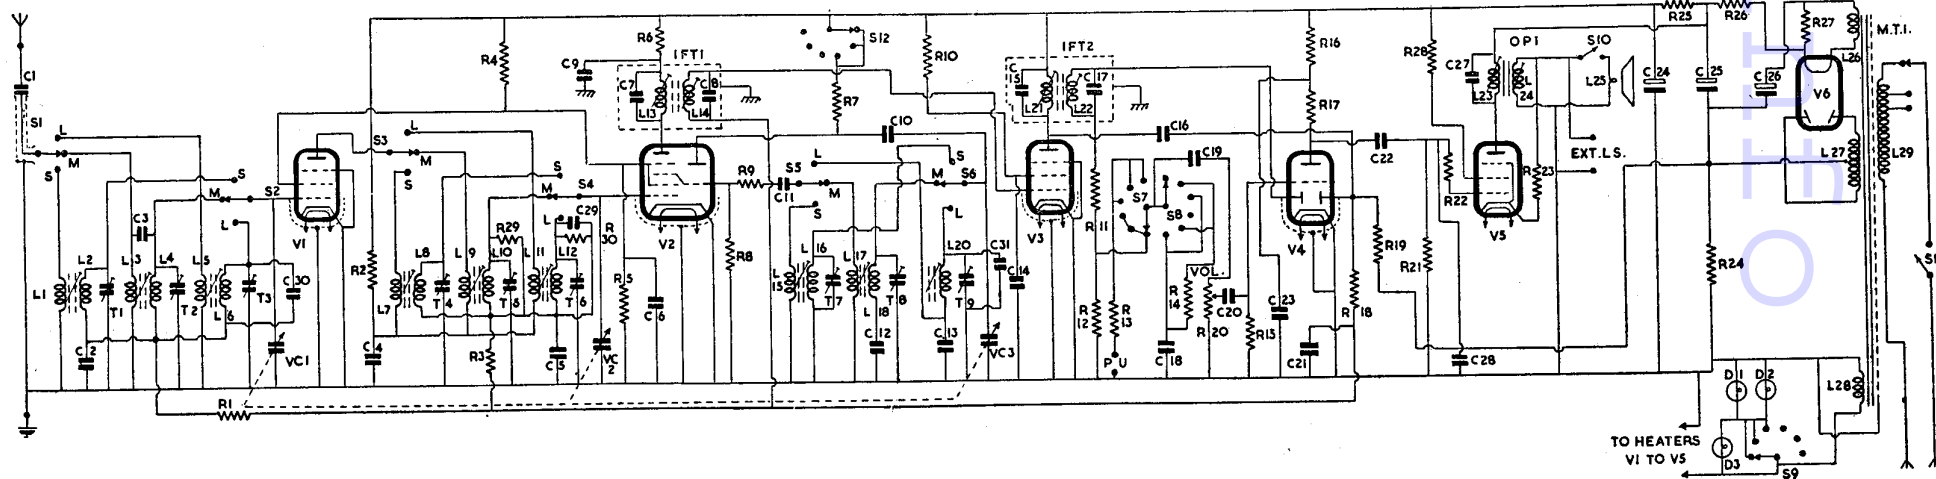 C1
S1
L
M
S
L1
L2
C2
T1
L3
C3
L4
T2
L5
L6
T3
C30
VC1
S
M
L
S2
V1
R1
R2
C4
S3
L
M
S
L7
L8
T4
L9
R29
L10
T5
R3
L11
C29
R30
L12
T6
C5
VC2
S
M
S4
L
R4
C9
R6
IFT1
C7
L13
C8
L14
V2
R5
C6
R8
R9
C11
S5
L
M
S
S12
R7
C10
R10
L15
L16
T7
L17
L18
T8
C12
S
M
S6
L
L20
C31
T9
C13
VC3
C14
IFT2
C15
L21
C17
L22
V3
R11
R12
R13
PU
S7
S8
C16
C19
VOL.
R14
R20
C20
C18
R15
C23
R16
R17
V4
C21
R18
C22
R19
R21
C28
R28
R22
V5
R23
C27
OP1
L23
L24
S10
L25
EXT.L.S.
R25
R26
C24
C25
C26
R27
L26
V6
L27
L29
M.T.1.
R24
S1
L28
D1
D2
D3
S9
TO HEATERS
V1 TO V5